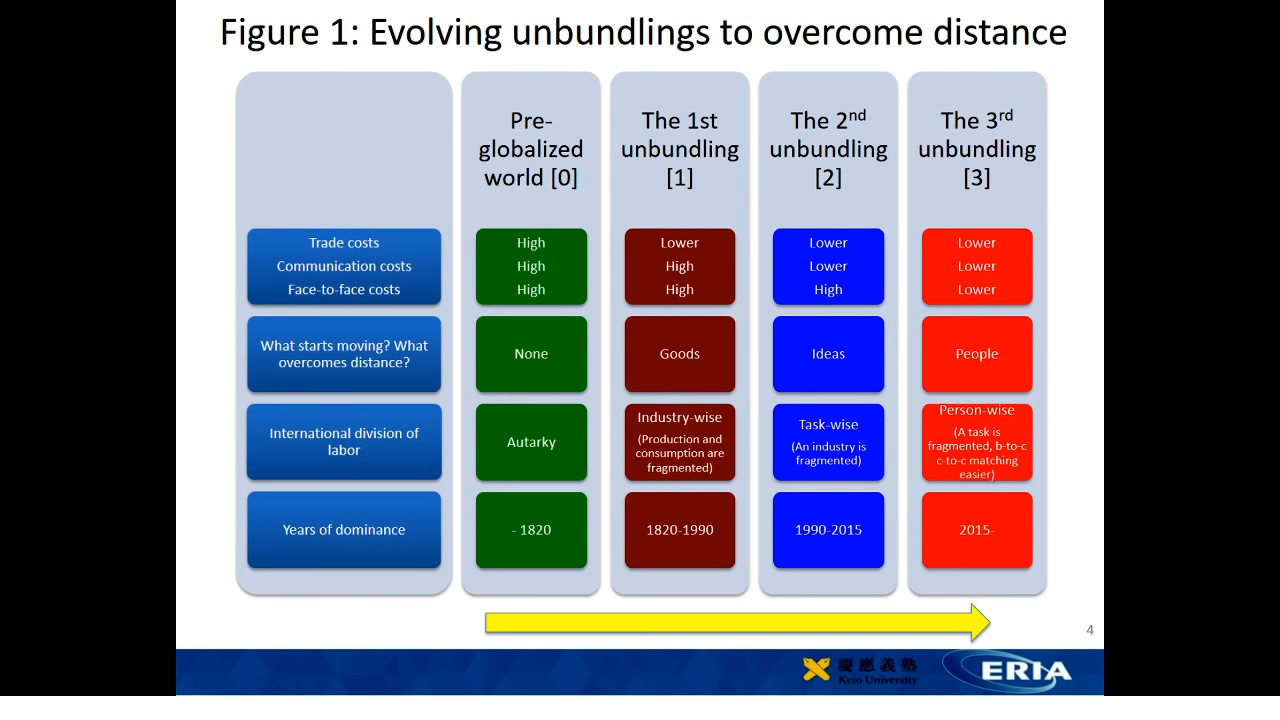 Figure 1: Evolving unbundlings to overcome distance
Pre-
globalized
world [0]
The 1st
unbundling
[1]
The 2nd
unbundling
[2]
The 3rd
unbundling
[3]
Trade costs
Communication costs
Face-to-face costs
High
High
High
Lower
High
High
Lower
Lower
High
Lower
Lower
Lower
What starts moving? What
overcomes distance?
None
Goods
Ideas
People
International division of
labor
Autarky
Industry-wise
(Production and
consumption are
fragmented)
Task-wise
(An industry is
fragmented)
Person-wise
(A task is
fragmented, b-to-c
c-to-c matching
easier)
Years of dominance
- 1820
1820-1990
1990-2015
2015-
4
慶應義塾
Keio University
ERIA